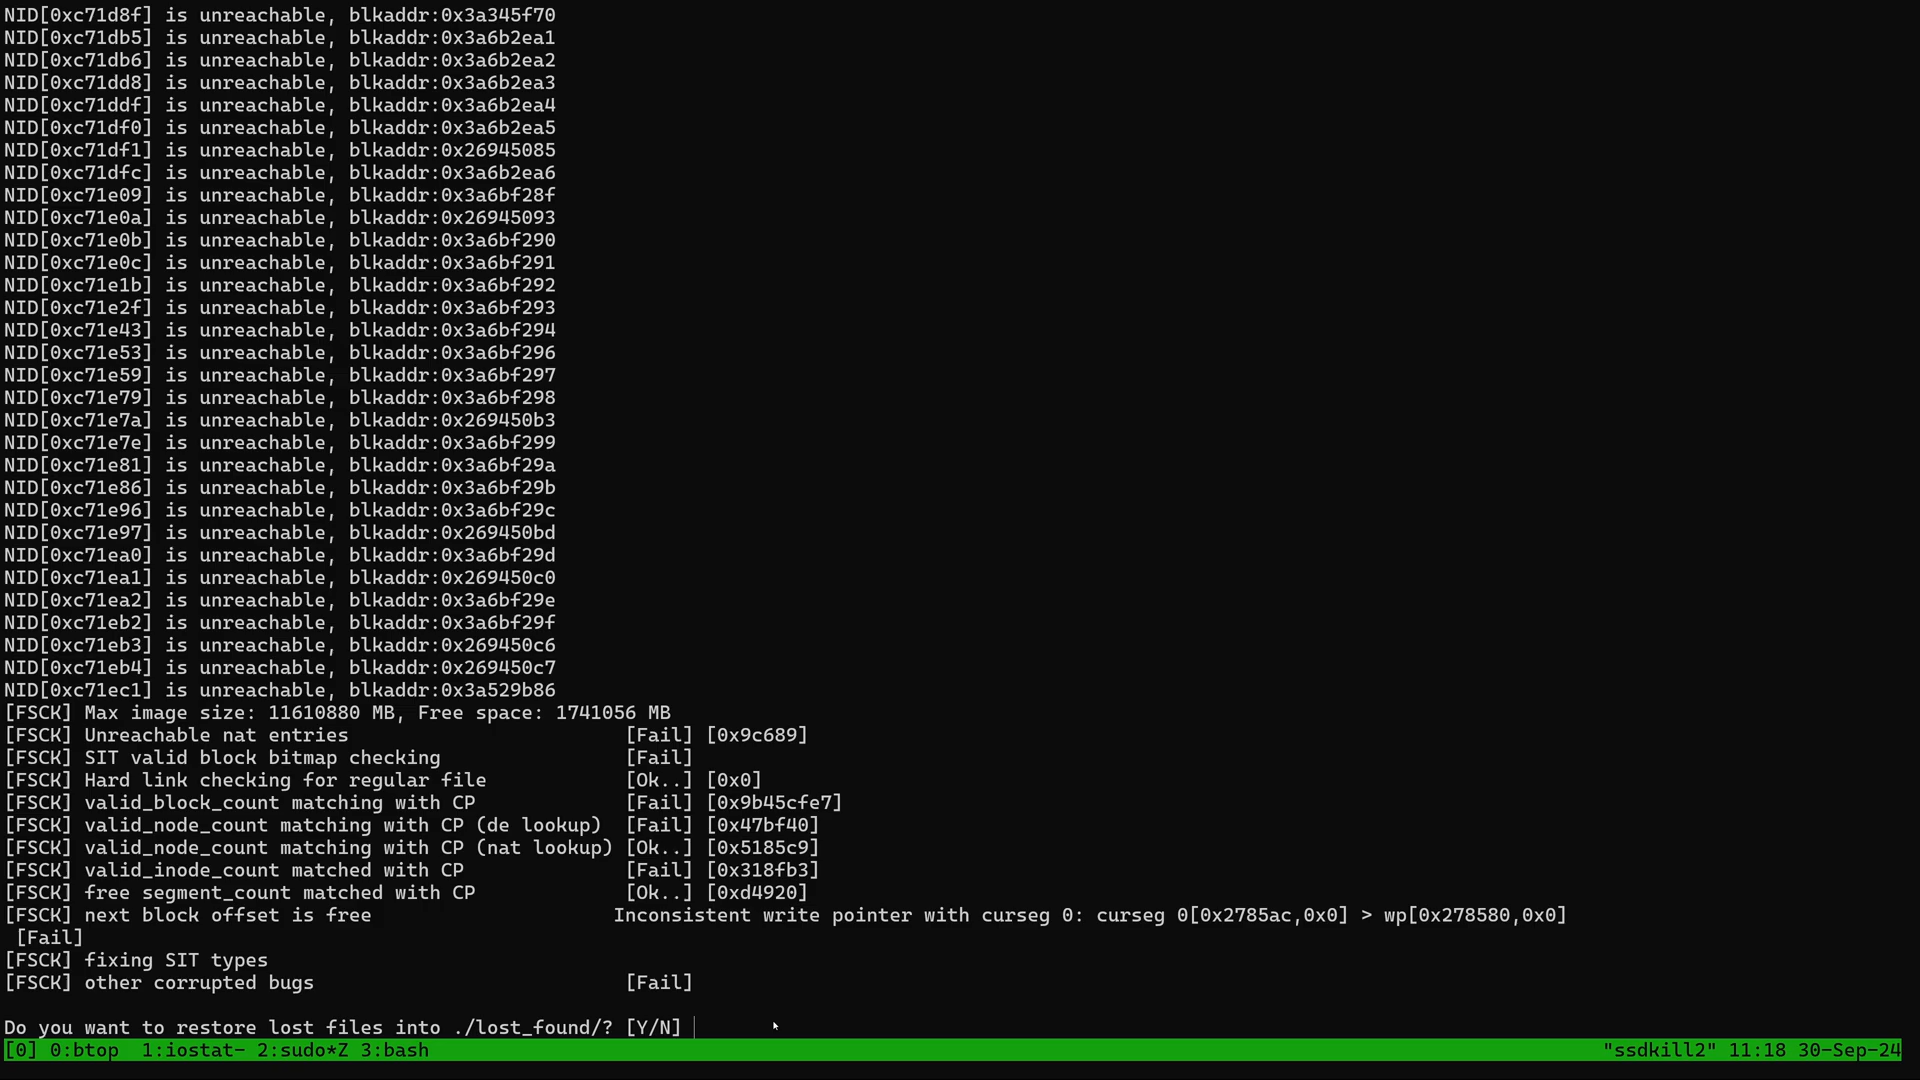 NID[0xc71d8f] is unreachable, blkaddr:0x3a345f70
NID[0xc71db5] is unreachable, blkaddr:0x3a6b2ea1
NID[0xc71db6] is unreachable, blkaddr:0x3a6b2ea2
NID[0xc71dd8] is unreachable, blkaddr:0x3a6b2ea3
NID[0xc71ddf] is unreachable, blkaddr:0x3a6b2ea4
NID[0xc71df0] is unreachable, blkaddr:0x3a6b2ea5
NID[0xc71df1] is unreachable, blkaddr:0x26945085
NID[0xc71dfc] is unreachable, blkaddr:0x3a6b2ea6
NID[0xc71e09] is unreachable, blkaddr:0x3a6bf28f
NID[0xc71e0a] is unreachable, blkaddr:0x26945093
NID[0xc71e0b] is unreachable, blkaddr:0x3a6bf290
NID[0xc71e0c] is unreachable, blkaddr:0x3a6bf291
NID[0xc71e1b] is unreachable, blkaddr:0x3a6bf292
NID[0xc71e2f] is unreachable, blkaddr:0x3a6bf293
NID[0xc71e43] is unreachable, blkaddr:0x3a6bf294
NID[0xc71e53] is unreachable, blkaddr:0x3a6bf296
NID[0xc71e59] is unreachable, blkaddr:0x3a6bf297
NID[0xc71e79] is unreachable, blkaddr:0x3a6bf298
NID[0xc71e7a] is unreachable, blkaddr:0x269450b3
NID[0xc71e7e] is unreachable, blkaddr:0x3a6bf299
NID[0xc71e81] is unreachable, blkaddr:0x3a6bf29a
NID[0xc71e86] is unreachable, blkaddr:0x3a6bf29b
NID[0xc71e96] is unreachable, blkaddr:0x3a6bf29c
NID[0xc71e97] is unreachable, blkaddr:0x269450bd
NID[0xc71ea0] is unreachable, blkaddr:0x3a6bf29d
NID[0xc71ea1] is unreachable, blkaddr:0x269450c0
NID[0xc71ea2] is unreachable, blkaddr:0x3a6bf29e
NID[0xc71eb2] is unreachable, blkaddr:0x3a6bf29f
NID[0xc71eb3] is unreachable, blkaddr:0x269450c6
NID[0xc71eb4] is unreachable, blkaddr:0x269450c7
NID[0xc71ec1] is unreachable, blkaddr:0x3a529b86
[FSCK] Max image size: 11610880 MB, Free space: 1741056 MB
[FSCK] Unreachable nat entries                        [Fail] [0x9c689]
[FSCK] SIT valid block bitmap checking                [Fail]
[FSCK] Hard link checking for regular file            [Ok..] [0x0]
[FSCK] valid_block_count matching with CP             [Fail] [0x9b45cfe7]
[FSCK] valid_node_count matching with CP (de lookup)  [Fail] [0x47bf40]
[FSCK] valid_node_count matching with CP (nat lookup) [Ok..] [0x5185c9]
[FSCK] valid_inode_count matched with CP              [Fail] [0x318fb3]
[FSCK] free segment_count matched with CP             [Ok..] [0xd4920]
[FSCK] next block offset is free                     Inconsistent write pointer with curseg 0: curseg 0[0x2785ac,0x0] > wp[0x278580,0x0]
 [Fail]
[FSCK] fixing SIT types
[FSCK] other corrupted bugs                           [Fail]
Do you want to restore lost files into ./lost_found/? [Y/N]
[0] 0:btop  1:iostat- 2:sudo*Z 3:bash "ssdkill2" 11:18 30-Sep-24